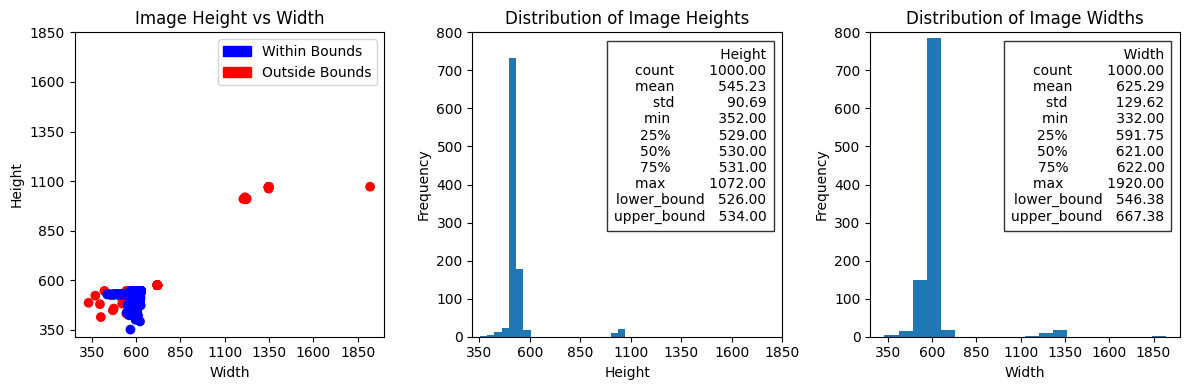 Image Height vs Width
Height
1850
1600
1350
1100
850
600
350
350 600 850 1100 1350 1600 1850
Width
Within Bounds
Outside Bounds
Distribution of Image Heights
Frequency
800
700
600
500
400
300
200
100
0
350 600 850 1100 1350 1600 1850
Height
Height
count 1000.00
mean 545.23
std 90.69
min 352.00
25% 529.00
50% 530.00
75% 531.00
max 1072.00
lower_bound 526.00
upper_bound 534.00
Distribution of Image Widths
Frequency
800
700
600
500
400
300
200
100
0
350 600 850 1100 1350 1600 1850
Width
Width
count 1000.00
mean 625.29
std 129.62
min 332.00
25% 591.75
50% 621.00
75% 622.00
max 1920.00
lower_bound 546.38
upper_bound 667.38